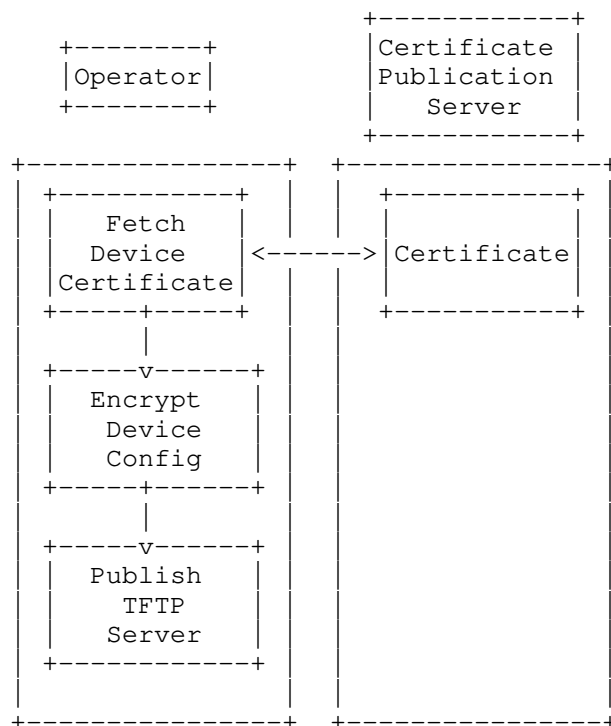 Operator
Certificate
Publication
Server
Fetch
Device
Certificate
Certificate
Encrypt
Device
Config
Publish
TFTP
Server